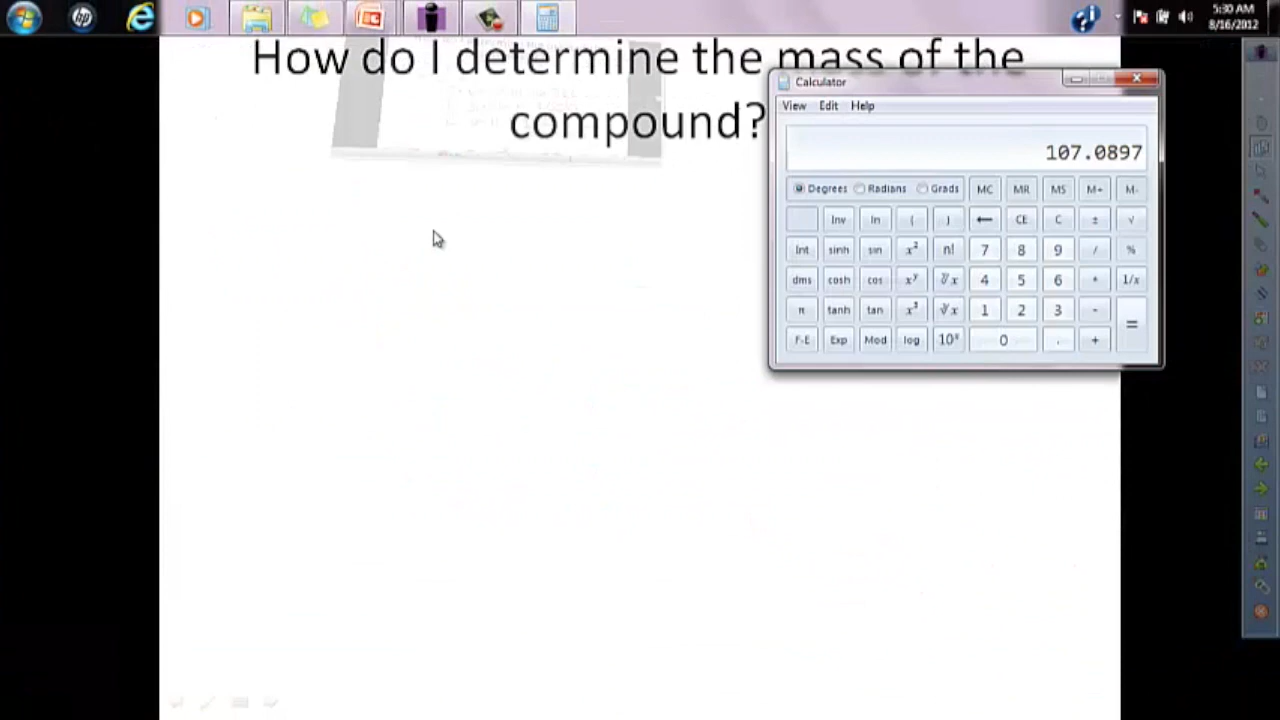 5:30 AM
8/16/2012
How do I determine the mass of the
compound?
Calculator
View Edit Help
107.0897
Degrees Radians Grads MC MR MS M+ M-
Inv ln ( ) ← CE C ± √
Int sinh sin x² n! 7 8 9 / %
dms cosh cos xʸ ʸ√x 4 5 6 * 1/x
π tanh tan x³ ³√x 1 2 3 - =
F-E Exp Mod log 10ˣ 0 . +